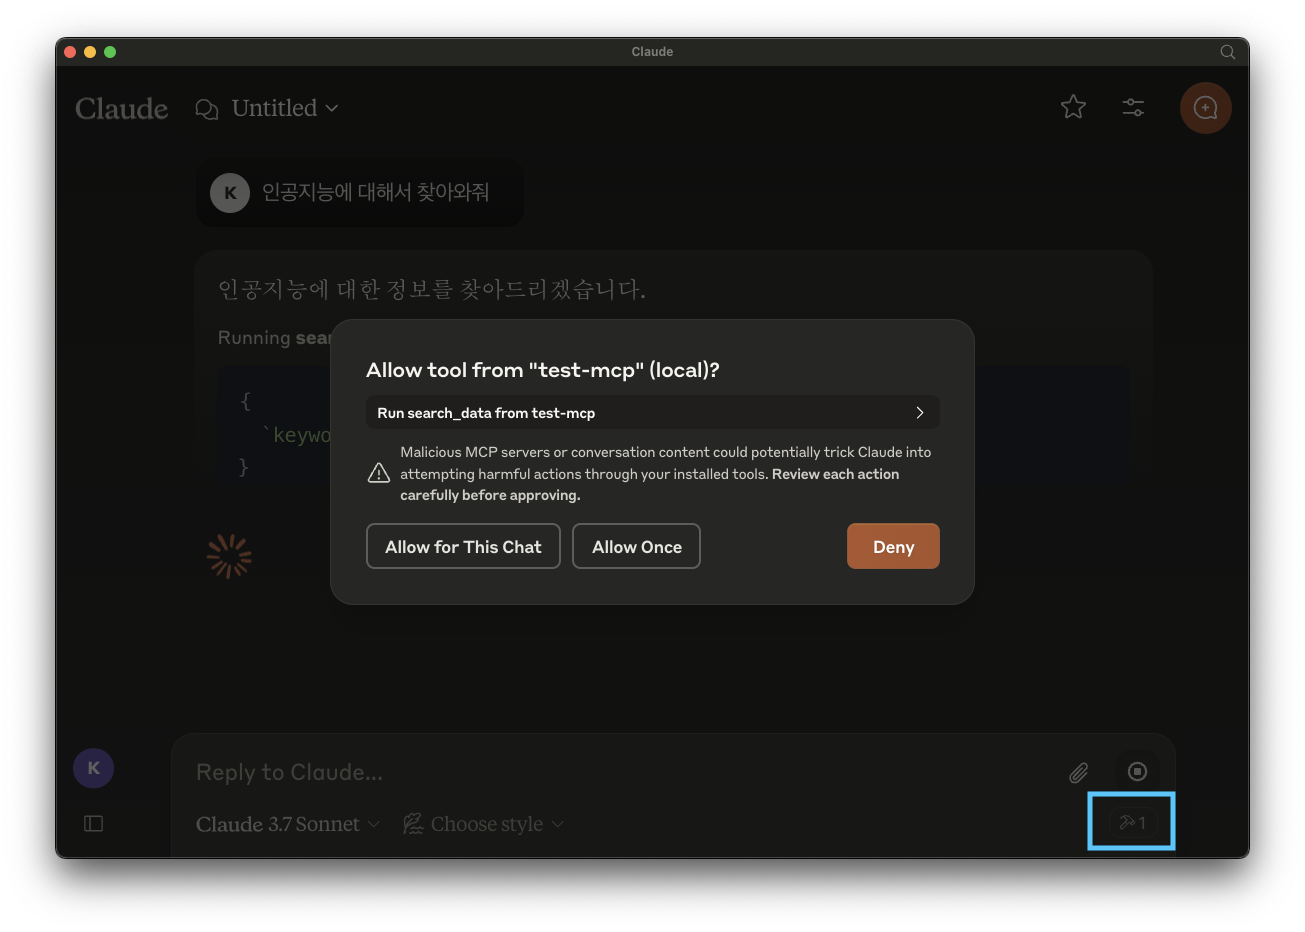 Claude
Claude
Untitled
K
인공지능에 대해서 찾아와줘
인공지능에 대한 정보를 찾아드리겠습니다.
Running sear
{
`keywo
}
Allow tool from "test-mcp" (local)?
Run search_data from test-mcp
Malicious MCP servers or conversation content could potentially trick Claude into
attempting harmful actions through your installed tools. Review each action
carefully before approving.
Allow for This Chat
Allow Once
Deny
K
Reply to Claude...
Claude 3.7 Sonnet
Choose style
1